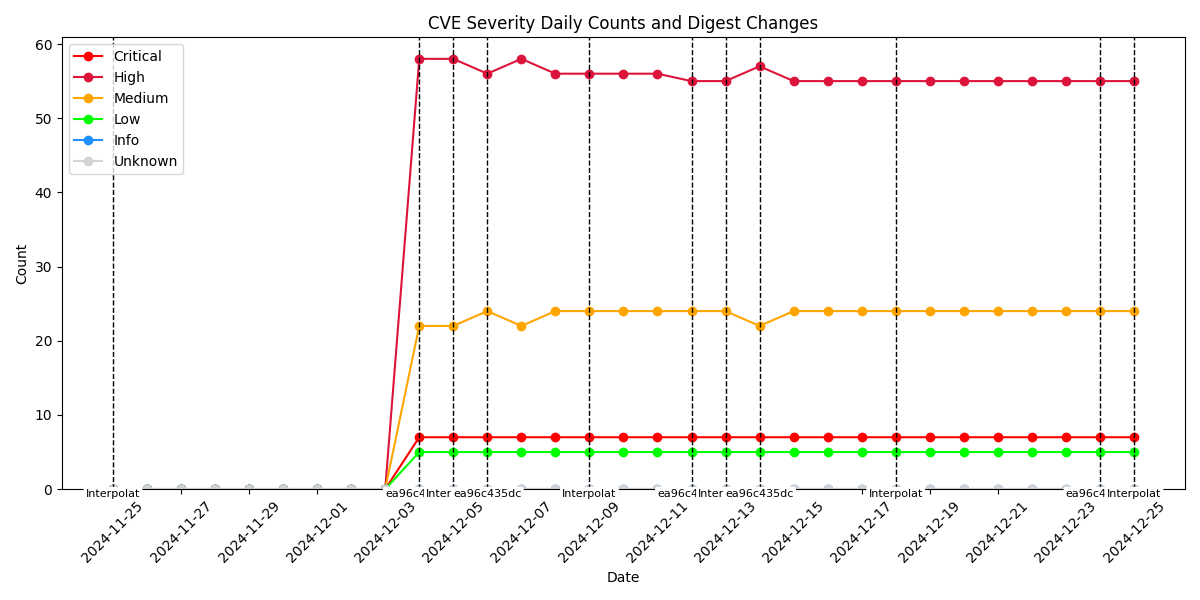 CVE Severity Daily Counts and Digest Changes
Critical
High
Medium
Low
Info
Unknown
Count
60
50
40
30
20
10
0
Interpolat
ea96c4
Inter
ea96c435dc
Interpolat
ea96c4
Inter
ea96c435dc
Interpolat
ea96c4
Interpolat
2024-11-25
2024-11-27
2024-11-29
2024-12-01
2024-12-03
2024-12-05
2024-12-07
2024-12-09
2024-12-11
2024-12-13
2024-12-15
2024-12-17
2024-12-19
2024-12-21
2024-12-23
2024-12-25
Date